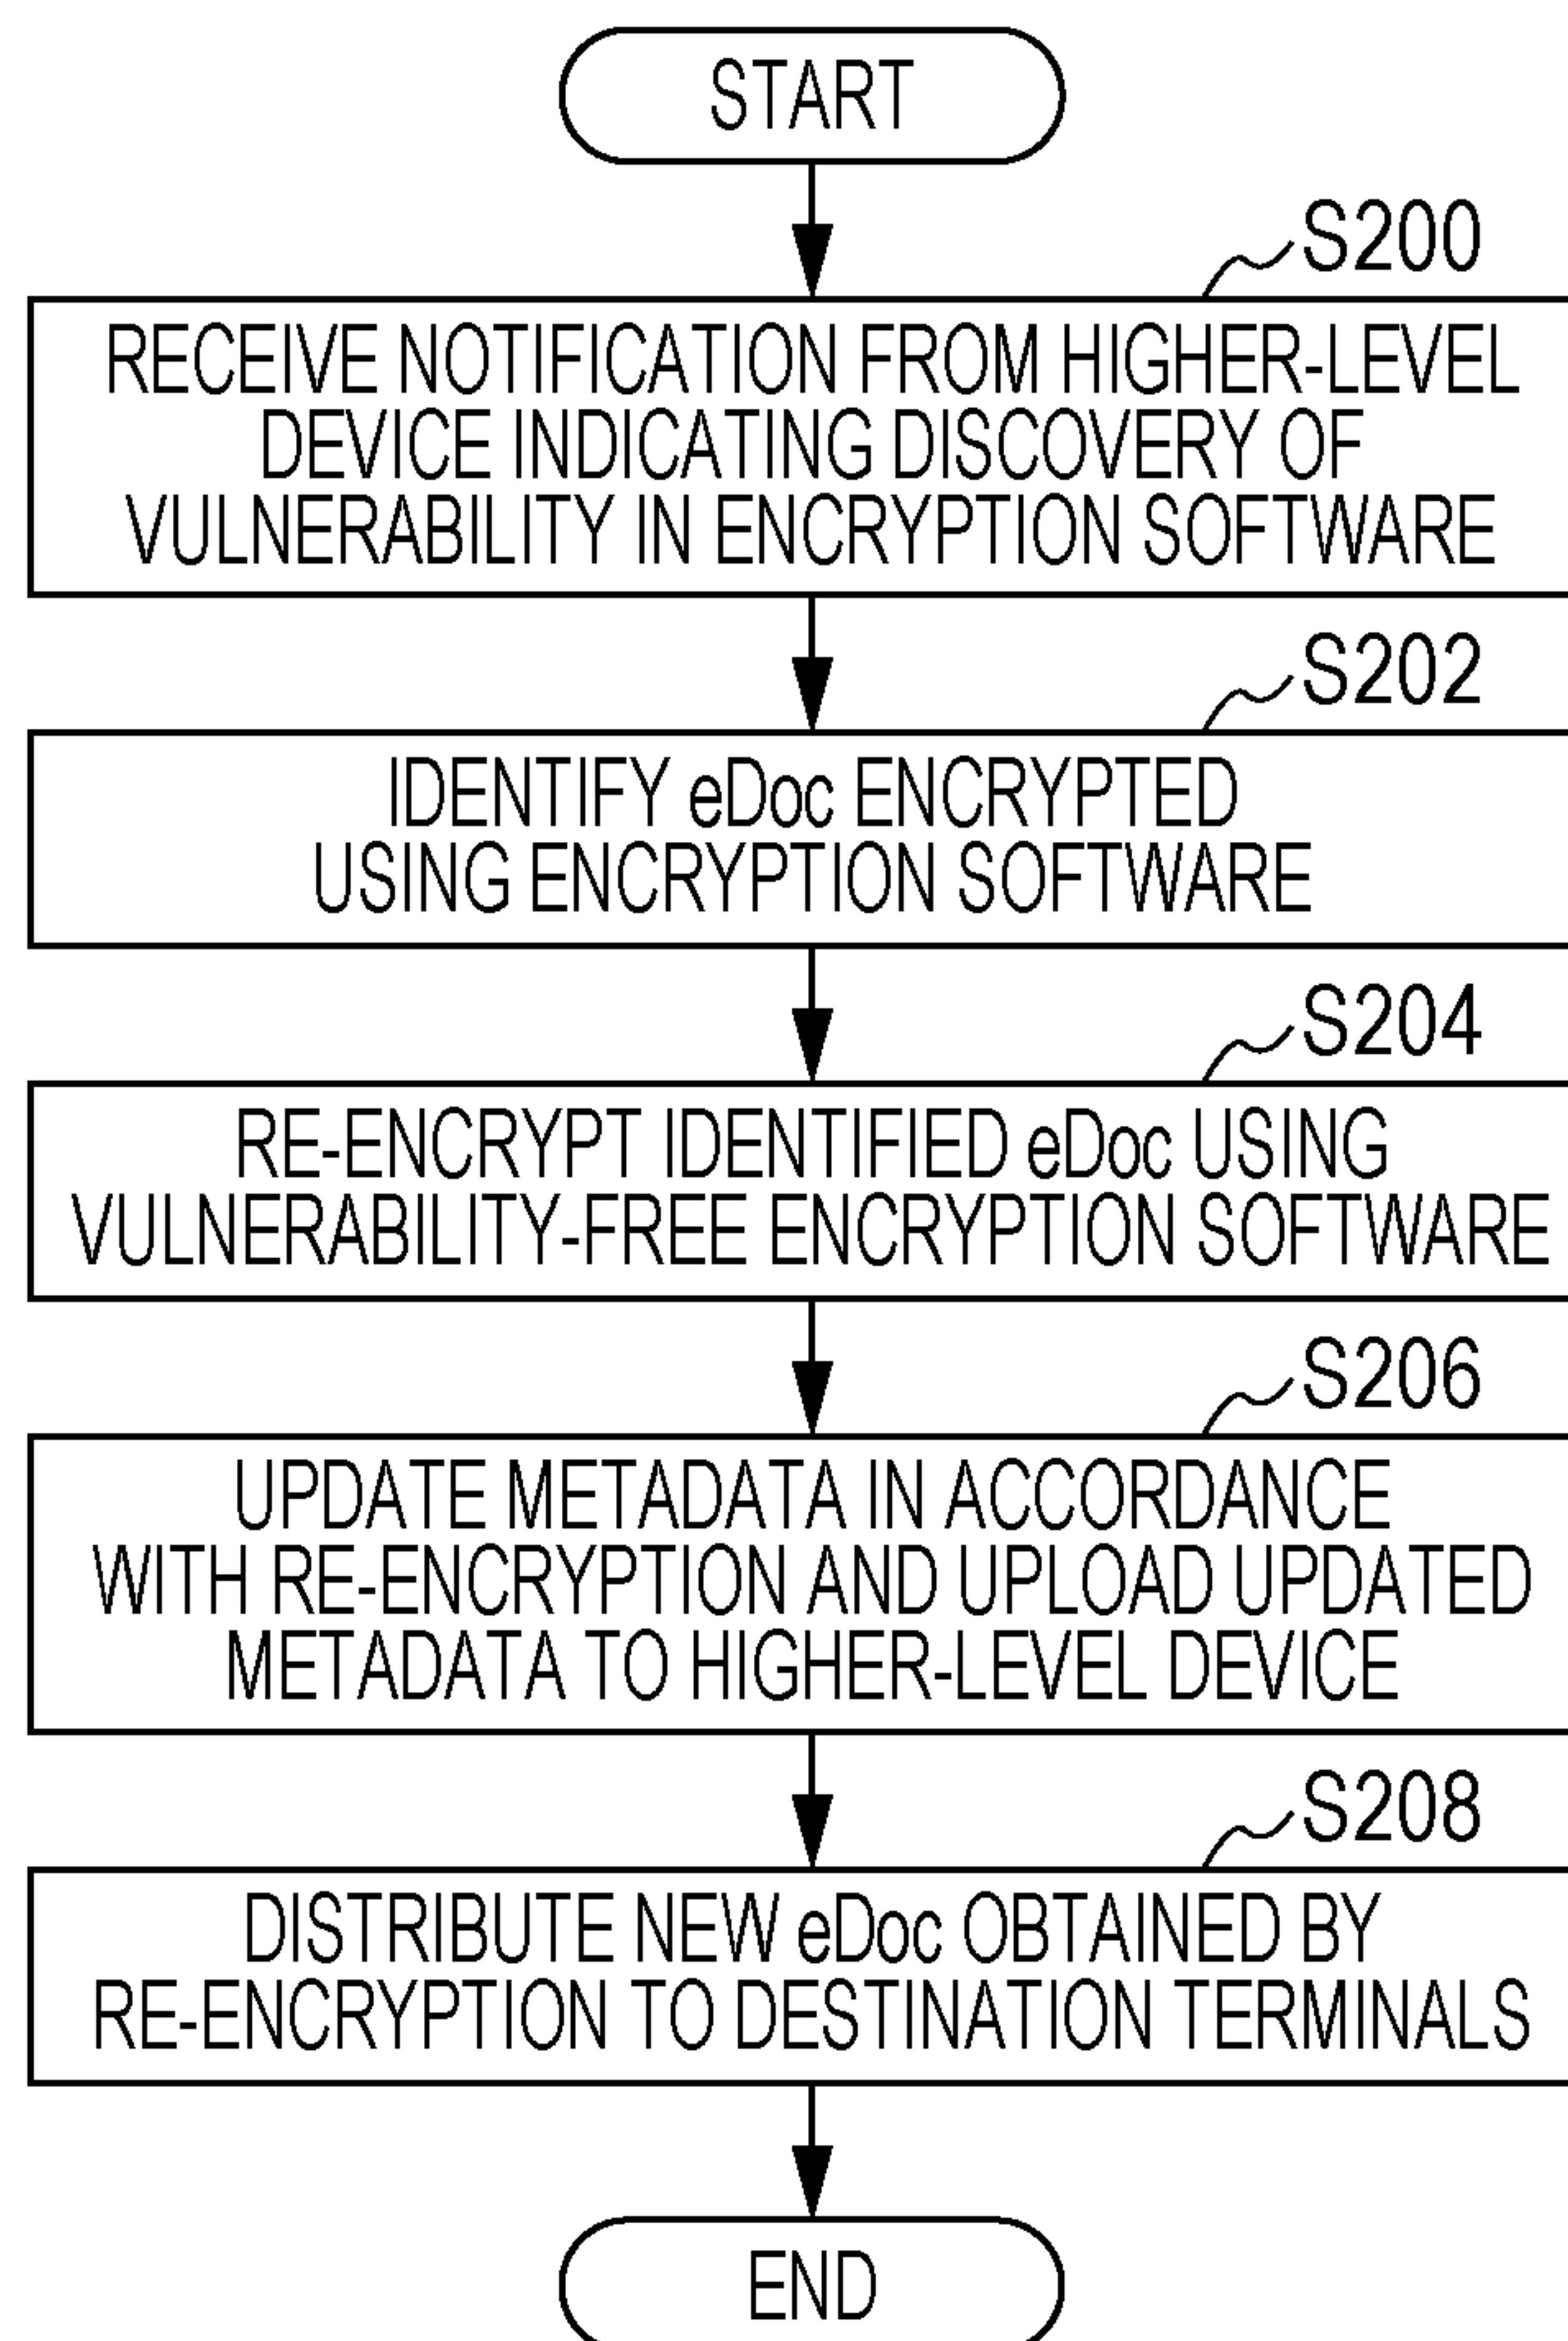 START
S200
RECEIVE NOTIFICATION FROM HIGHER-LEVEL
DEVICE INDICATING DISCOVERY OF
VULNERABILITY IN ENCRYPTION SOFTWARE
S202
IDENTIFY eDoc ENCRYPTED
USING ENCRYPTION SOFTWARE
S204
RE-ENCRYPT IDENTIFIED eDoc USING
VULNERABILITY-FREE ENCRYPTION SOFTWARE
S206
UPDATE METADATA IN ACCORDANCE
WITH RE-ENCRYPTION AND UPLOAD UPDATED
METADATA TO HIGHER-LEVEL DEVICE
S208
DISTRIBUTE NEW eDoc OBTAINED BY
RE-ENCRYPTION TO DESTINATION TERMINALS
END